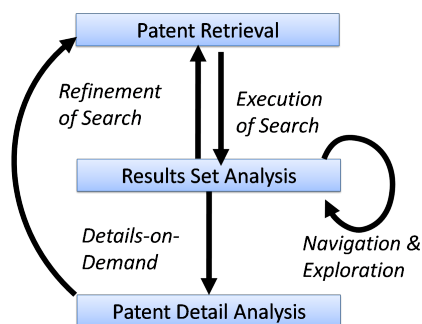 Patent Retrieval
Refinement
of Search
Execution
of Search
Results Set Analysis
Details-on-
Demand
Navigation &
Exploration
Patent Detail Analysis